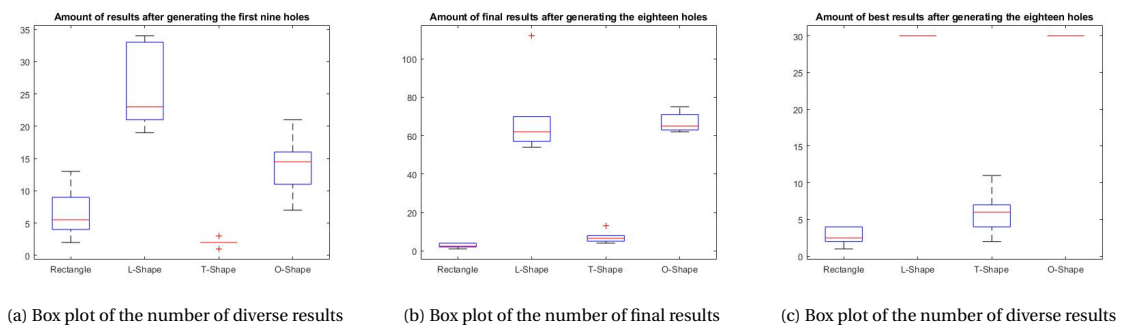 Amount of results after generating the first nine holes
35
30
25
20
15
10
5
0
Rectangle L-Shape T-Shape O-Shape
(a) Box plot of the number of diverse results
Amount of final results after generating the eighteen holes
100
80
60
40
20
0
Rectangle L-Shape T-Shape O-Shape
(b) Box plot of the number of final results
Amount of best results after generating the eighteen holes
30
25
20
15
10
5
0
Rectangle L-Shape T-Shape O-Shape
(c) Box plot of the number of diverse results